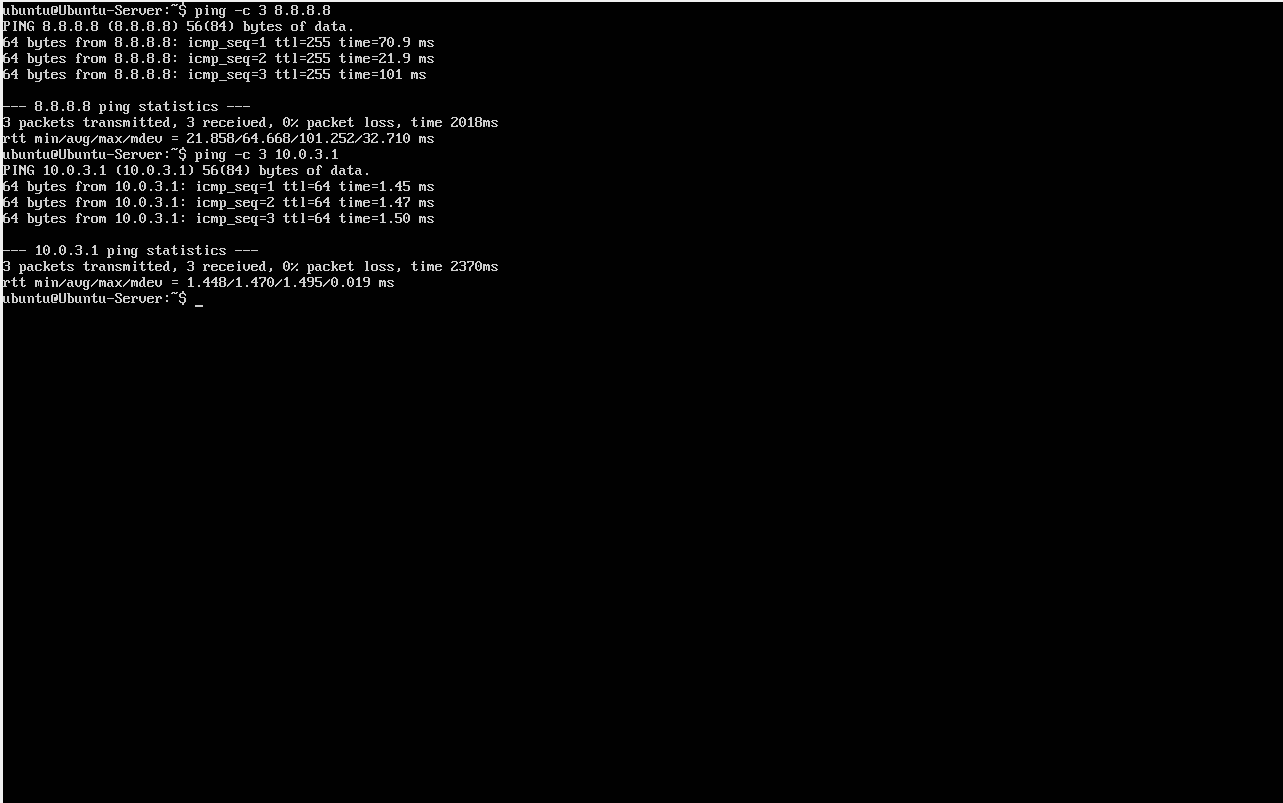 ubuntu@Ubuntu-Server:~$ ping -c 3 8.8.8.8
PING 8.8.8.8 (8.8.8.8) 56(84) bytes of data.
64 bytes from 8.8.8.8: icmp_seq=1 ttl=255 time=70.9 ms
64 bytes from 8.8.8.8: icmp_seq=2 ttl=255 time=21.9 ms
64 bytes from 8.8.8.8: icmp_seq=3 ttl=255 time=101 ms

--- 8.8.8.8 ping statistics ---
3 packets transmitted, 3 received, 0% packet loss, time 2018ms
rtt min/avg/max/mdev = 21.858/64.668/101.252/32.710 ms
ubuntu@Ubuntu-Server:~$ ping -c 3 10.0.3.1
PING 10.0.3.1 (10.0.3.1) 56(84) bytes of data.
64 bytes from 10.0.3.1: icmp_seq=1 ttl=64 time=1.45 ms
64 bytes from 10.0.3.1: icmp_seq=2 ttl=64 time=1.47 ms
64 bytes from 10.0.3.1: icmp_seq=3 ttl=64 time=1.50 ms

--- 10.0.3.1 ping statistics ---
3 packets transmitted, 3 received, 0% packet loss, time 2370ms
rtt min/avg/max/mdev = 1.448/1.470/1.495/0.019 ms
ubuntu@Ubuntu-Server:~$ _